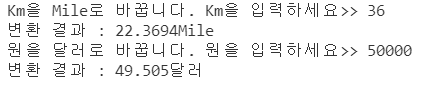 Km을 Mile로 바꿉니다. Km을 입력하세요>> 36
변환 결과 : 22.3694Mile
원을 달러로 바꿉니다. 원을 입력하세요>> 50000
변환 결과 : 49.505달러